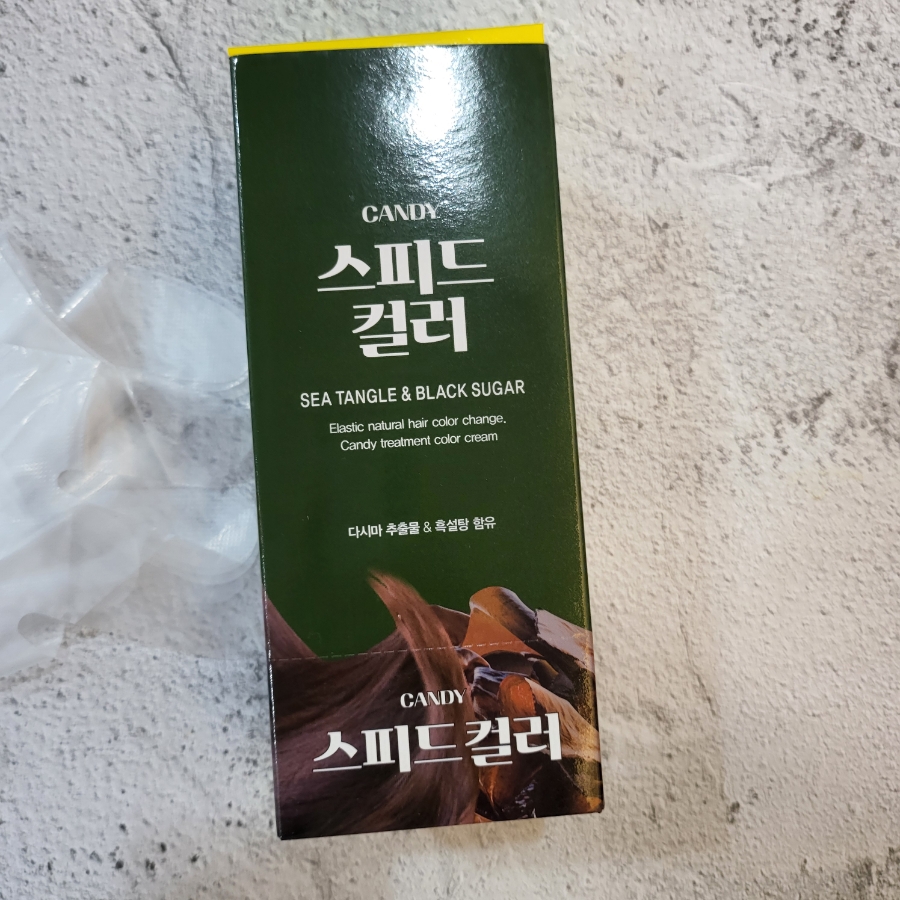 CANDY
스피드
컬러
SEA TANGLE & BLACK SUGAR
Elastic natural hair color change.
Candy treatment color cream
다시마 추출물 & 흑설탕 함유
CANDY
스피드컬러